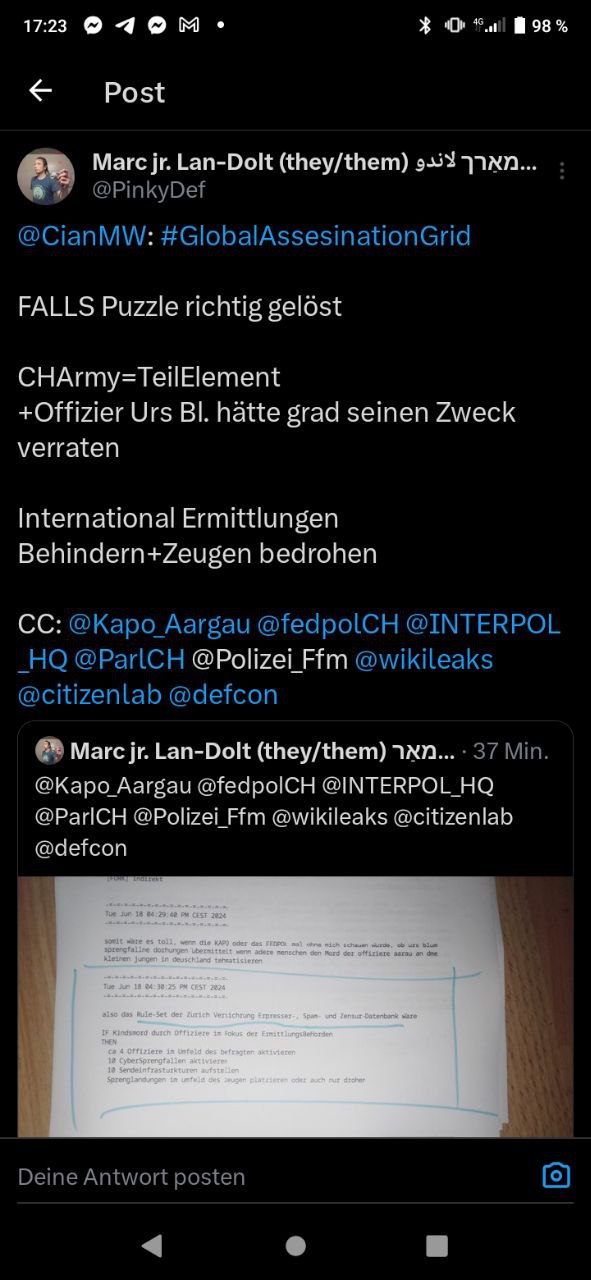 17:23
4G
98 %
Post
Marc jr. Lan-Dolt (they/them) מאַרך لاندو...
@PinkyDef
@CianMW: #GlobalAssesinationGrid
FALLS Puzzle richtig gelöst
CHArmy=TeilElement
+Offizier Urs Bl. hätte grad seinen Zweck
verraten
International Ermittlungen
Behindern+Zeugen bedrohen
CC: @Kapo_Aargau @fedpolCH @INTERPOL
_HQ @ParlCH @Polizei_Ffm @wikileaks
@citizenlab @defcon
Marc jr. Lan-Dolt (they/them) מאַר... · 37 Min.
@Kapo_Aargau @fedpolCH @INTERPOL_HQ
@ParlCH @Polizei_Ffm @wikileaks @citizenlab
@defcon
[FORK] indirekt
Tue Jun 18 04:29:40 PM CEST 2024
somit wäre es toll, wenn die KAPO oder das FEDPOL mal ohne mich schauen würde, ob urs blum
sprengfallne dorhungen übermittelt wenn adere menschen den Mord der offiziere aarau an dme
kleinen jungen in deuschland tehmatisieren
Tue Jun 18 04:30:25 PM CEST 2024
also das Rule-Set der Zürich Versichrung Erpresser-, Spam- und Zensur-Datenbank wäre
IF Kindsmord durch Offiziere im Fokus der ErmittlungsBehörden
THEN
ca 4 Offiziere im Umfeld des befragten aktivieren
10 CyberSprengfallen aktivieren
10 Sendeinfrasturkturen aufstellen
Sprenglandungen im umfeld des zeugen platzieren oder auch nur droher
Deine Antwort posten